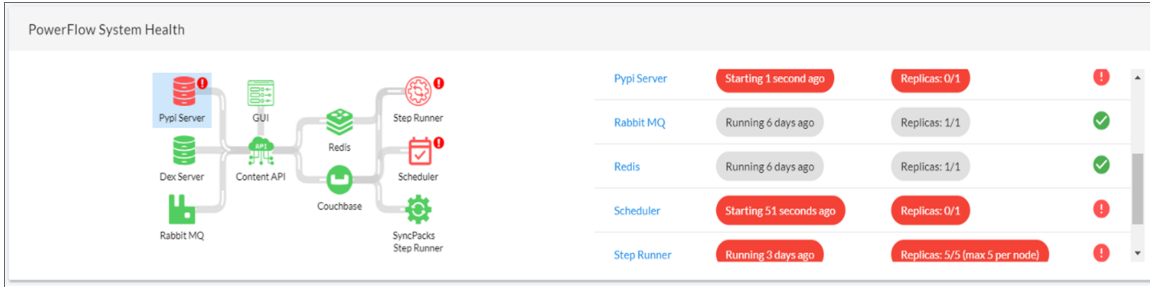 PowerFlow System Health
Pypi Server
GUI
Step Runner
Redis
API
Dex Server
Content API
Scheduler
Couchbase
Rabbit MQ
SyncPacks
Step Runner
Pypi Server Starting 1 second ago Replicas: 0/1
Rabbit MQ Running 6 days ago Replicas: 1/1
Redis Running 6 days ago Replicas: 1/1
Scheduler Starting 51 seconds ago Replicas: 0/1
Step Runner Running 3 days ago Replicas: 5/5 (max 5 per node)